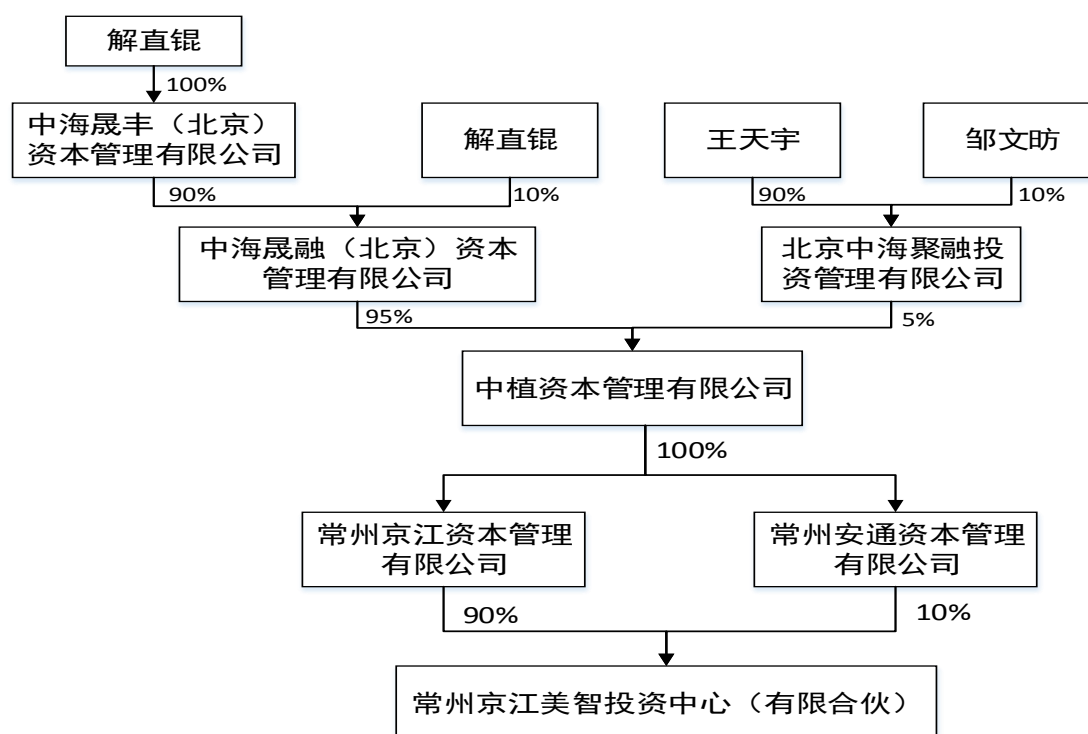 解直锟
100%
中海晟丰（北京）
资本管理有限公司
解直锟
王天宇
邹文昉
90%
10%
90%
10%
中海晟融（北京）资本
管理有限公司
北京中海聚融投
资管理有限公司
95%
5%
中植资本管理有限公司
100%
常州京江资本管理
有限公司
常州安通资本管理
有限公司
90%
10%
常州京江美智投资中心（有限合伙）